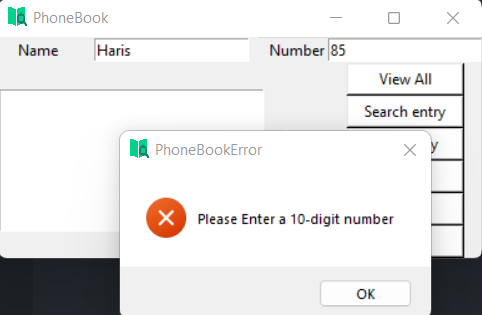 PhoneBook
Name Haris Number 85
View All
Search entry
PhoneBookError
Please Enter a 10-digit number
OK